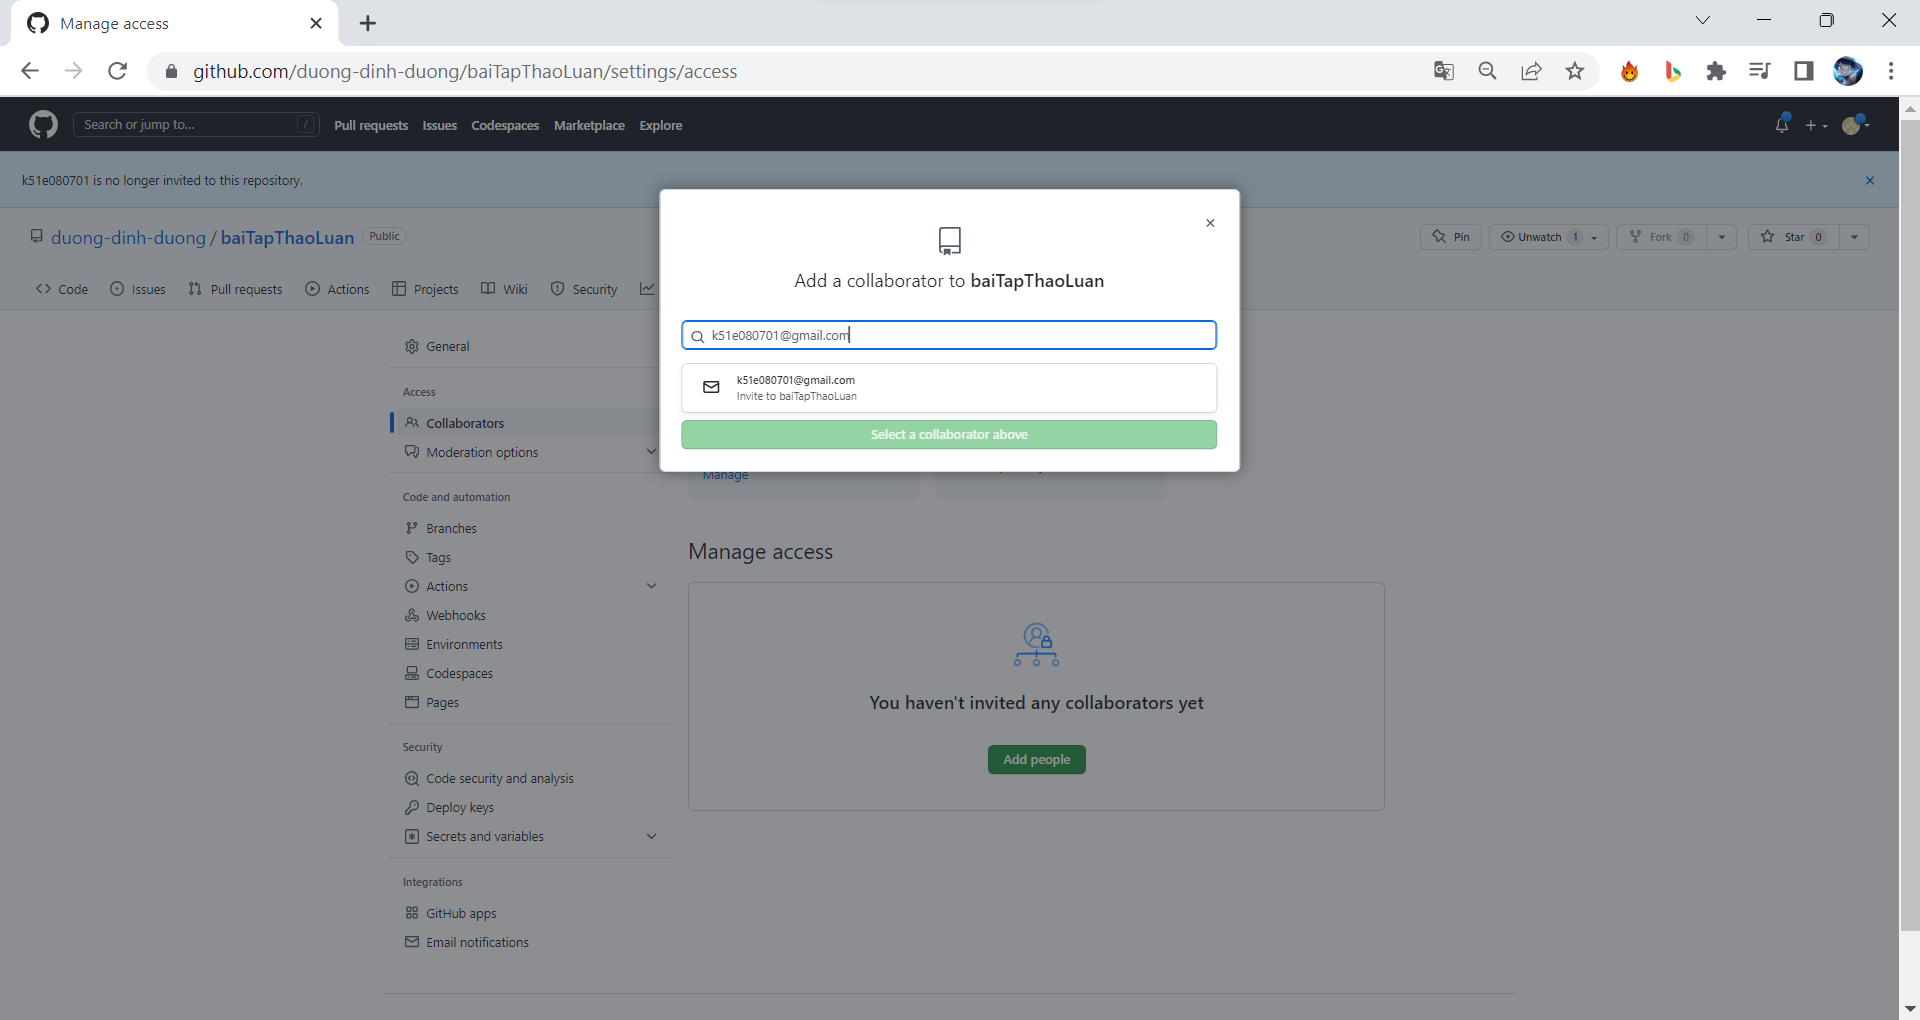 Manage access
github.com/duong-dinh-duong/baiTapThaoLuan/settings/access
Search or jump to... /
Pull requests Issues Codespaces Marketplace Explore
k51e080701 is no longer invited to this repository.
duong-dinh-duong / baiTapThaoLuan Public
Pin Unwatch 1 Fork 0 Star 0
Code Issues Pull requests Actions Projects Wiki Security
Add a collaborator to baiTapThaoLuan
k51e080701@gmail.com
k51e080701@gmail.com
Invite to baiTapThaoLuan
Select a collaborator above
General
Access
Collaborators
Moderation options
Code and automation
Branches
Tags
Actions
Webhooks
Environments
Codespaces
Pages
Security
Code security and analysis
Deploy keys
Secrets and variables
Integrations
GitHub apps
Email notifications
Manage
Manage access
You haven't invited any collaborators yet
Add people